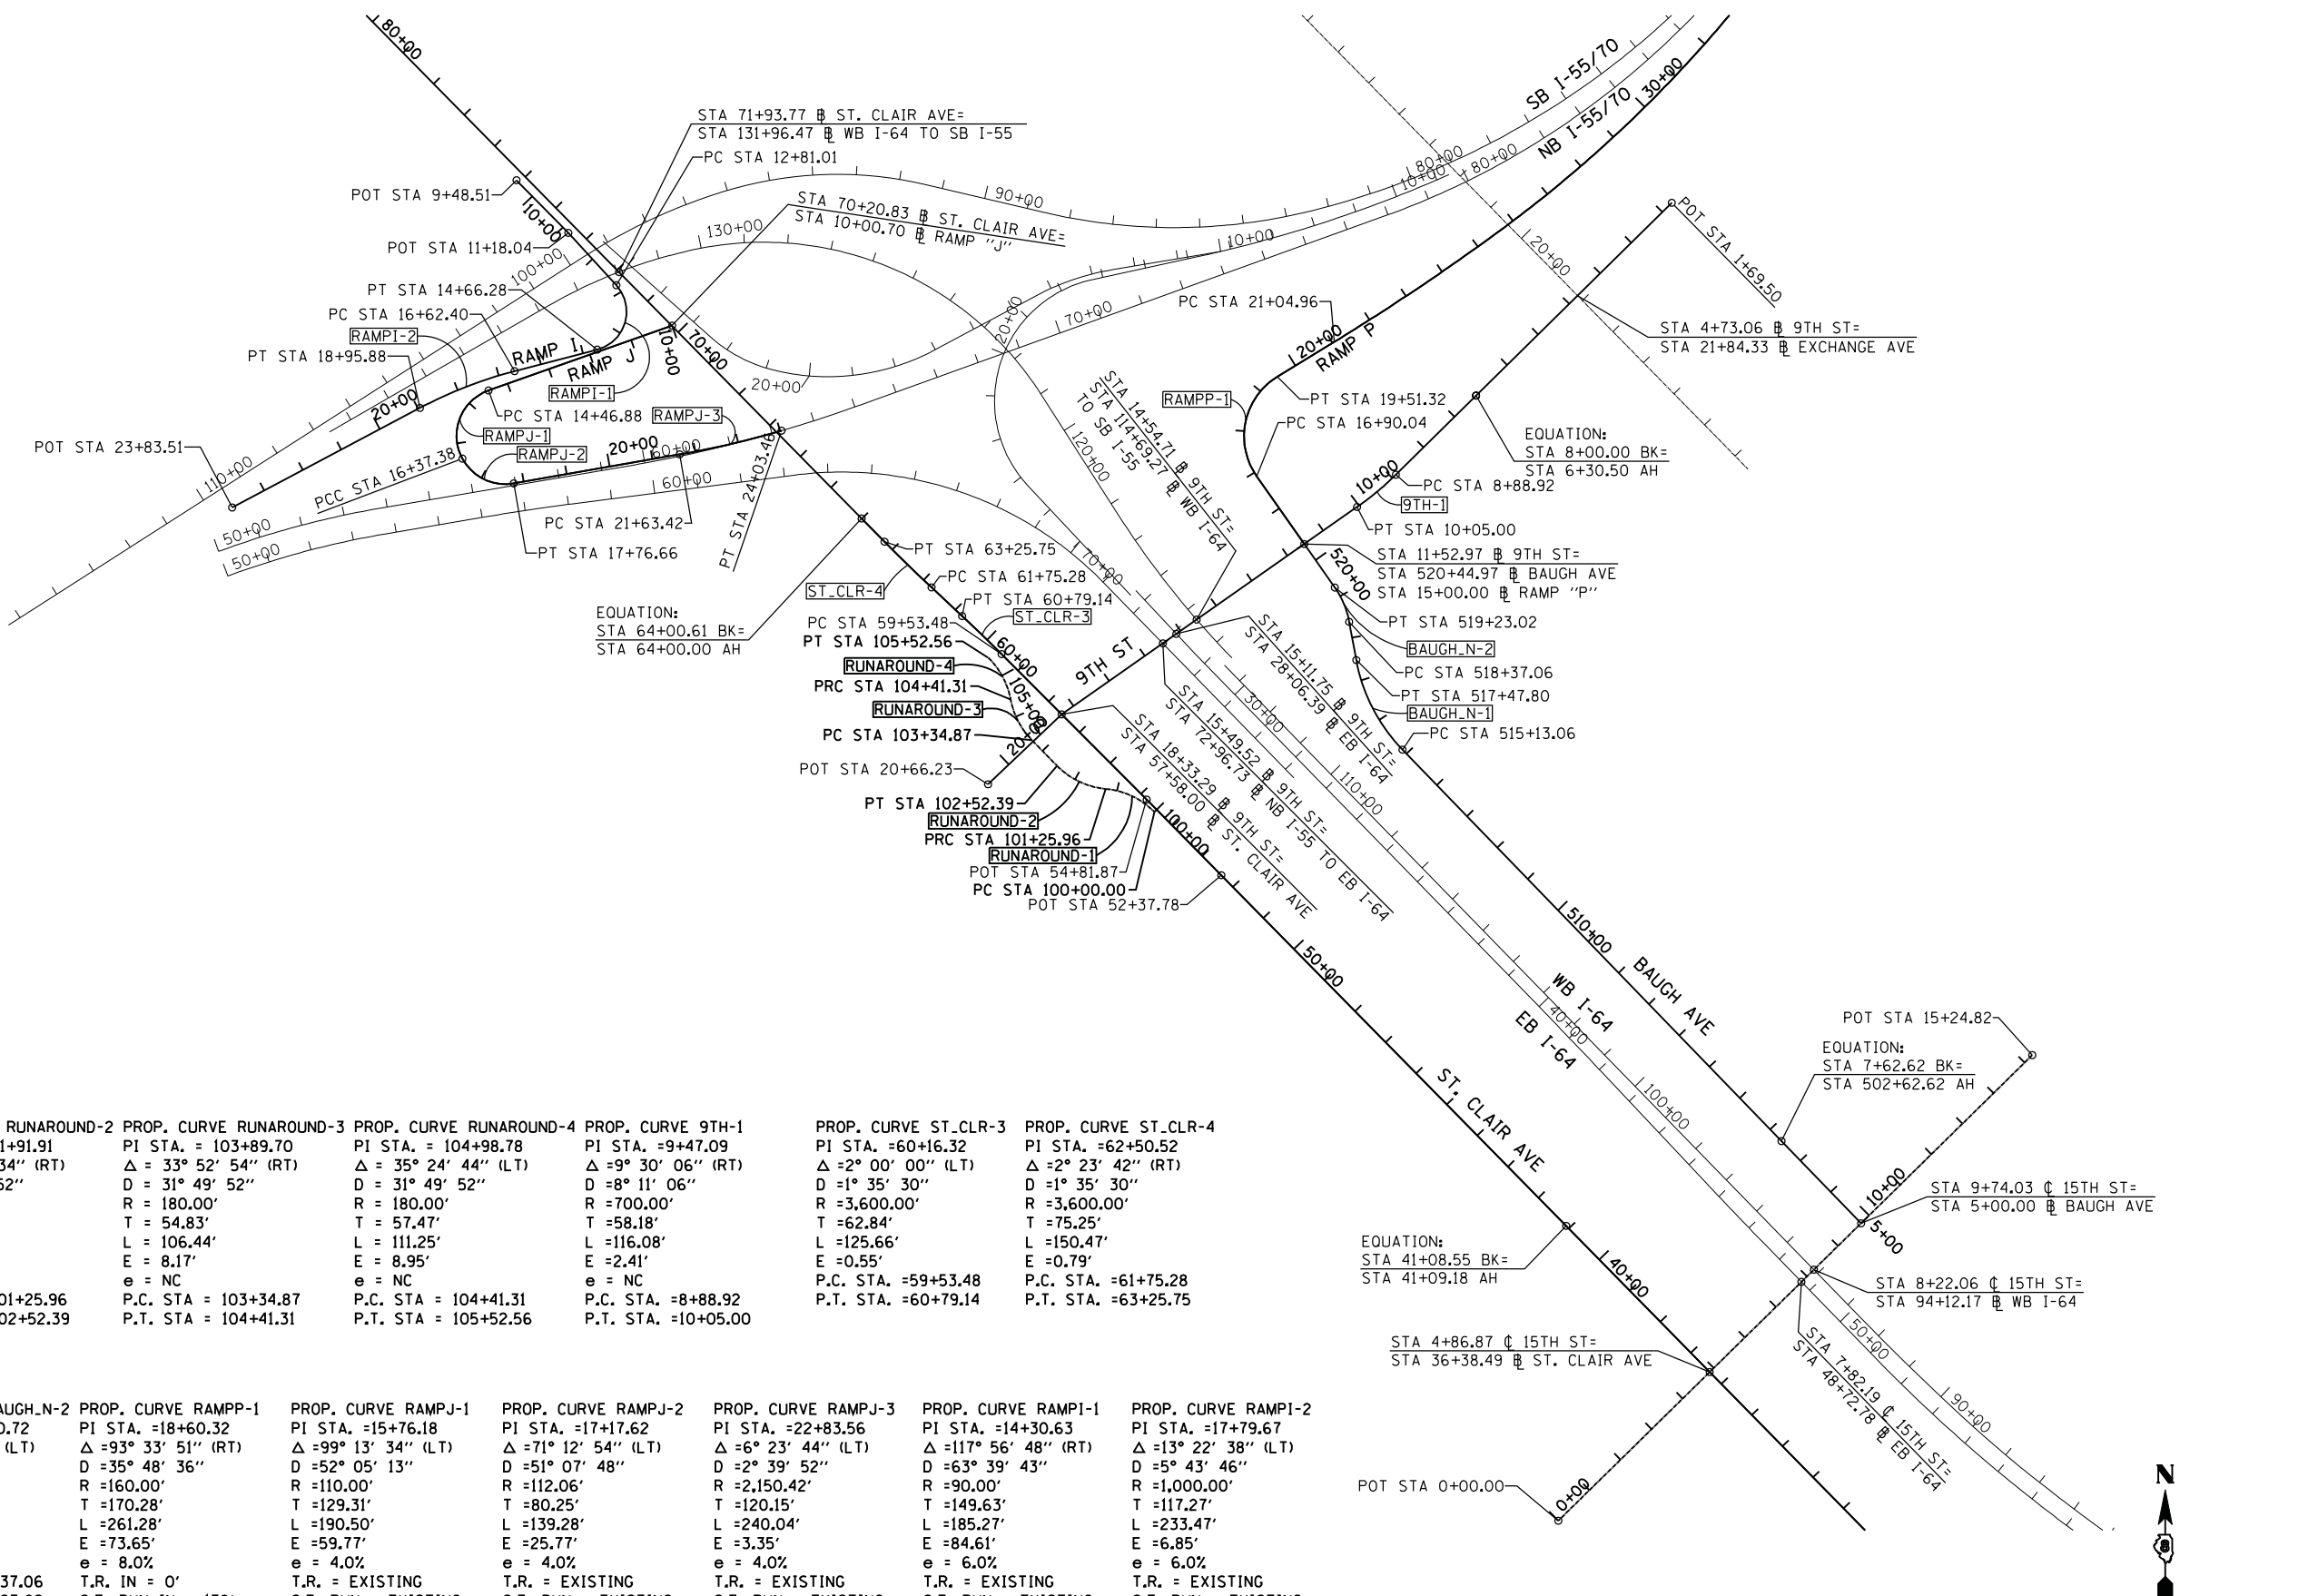 80+00
SB I-55/70
NB I-55/70
30+00
STA 71+93.77 ℄ ST. CLAIR AVE=
STA 131+96.47 ℄ WB I-64 TO SB I-55
PC STA 12+81.01
POT STA 9+48.51
10+00
POT STA 11+18.04
100+00
90+00
80+00
10+00
80+00
STA 70+20.83 ℄ ST. CLAIR AVE=
STA 10+00.70 ℄ RAMP "J"
130+00
10+00
20+00
POT STA 1+69.50
PT STA 14+66.28
PC STA 16+62.40
RAMPI-2
PT STA 18+95.88
RAMP I
RAMP J
10+00
70+00
20+00
70+00
20+00
RAMPI-1
20+00
PC STA 14+46.88
RAMPJ-3
RAMPJ-1
20+00
60+00
RAMPJ-2
60+00
POT STA 23+83.51
110+00
PCC STA 16+37.38
50+00
50+00
PC STA 21+63.42
PT STA 17+76.66
PT STA 24+03.46
PC STA 21+04.96
20+00
RAMP P
RAMPP-1
PT STA 19+51.32
PC STA 16+90.04
STA 4+73.06 ℄ 9TH ST=
STA 21+84.33 ℄ EXCHANGE AVE
EQUATION:
STA 8+00.00 BK=
STA 6+30.50 AH
10+00
PC STA 8+88.92
9TH-1
PT STA 10+05.00
STA 14+54.71 ℄ 9TH ST=
STA 114+69.27 ℄ WB I-64
TO SB I-55
120+00
70+00
STA 11+52.97 ℄ 9TH ST=
STA 520+44.97 ℄ BAUGH AVE
STA 15+00.00 ℄ RAMP "P"
520+00
PT STA 519+23.02
BAUGH_N-2
PC STA 518+37.06
PT STA 517+47.80
BAUGH_N-1
PC STA 515+13.06
PT STA 63+25.75
PC STA 61+75.28
ST_CLR-4
PT STA 60+79.14
ST_CLR-3
EQUATION:
STA 64+00.61 BK=
STA 64+00.00 AH
PC STA 59+53.48
PT STA 105+52.56
60+00
RUNAROUND-4
PRC STA 104+41.31
105+00
RUNAROUND-3
PC STA 103+34.87
20+00
POT STA 20+66.23
9TH ST
STA 15+11.75 ℄ 9TH ST=
STA 28+06.39 ℄ EB I-64
30+00
110+00
STA 15+49.52 ℄ 9TH ST=
STA 72+96.73 ℄ NB I-55 TO EB I-64
STA 18+33.29 ℄ 9TH ST=
STA 57+58.00 ℄ ST. CLAIR AVE
PT STA 102+52.39
RUNAROUND-2
PRC STA 101+25.96
RUNAROUND-1
POT STA 54+81.87
PC STA 100+00.00
100+00
POT STA 52+37.78
50+00
510+00
BAUGH AVE
WB I-64
EB I-64
40+00
ST. CLAIR AVE
100+00
POT STA 15+24.82
EQUATION:
STA 7+62.62 BK=
STA 502+62.62 AH
10+00
STA 9+74.03 ℄ 15TH ST=
STA 5+00.00 ℄ BAUGH AVE
5+00
EQUATION:
STA 41+08.55 BK=
STA 41+09.18 AH
40+00
STA 8+22.06 ℄ 15TH ST=
STA 94+12.17 ℄ WB I-64
STA 4+86.87 ℄ 15TH ST=
STA 36+38.49 ℄ ST. CLAIR AVE
50+00
STA 7+82.19 ℄ 15TH ST=
STA 48+72.78 ℄ EB I-64
90+00
POT STA 0+00.00
0+00
N
RUNAROUND-2
1+91.91
34'' (RT)
52''
01+25.96
02+52.39
PROP. CURVE RUNAROUND-3
PI STA. = 103+89.70
Δ = 33° 52' 54'' (RT)
D = 31° 49' 52''
R = 180.00'
T = 54.83'
L = 106.44'
E = 8.17'
e = NC
P.C. STA = 103+34.87
P.T. STA = 104+41.31
PROP. CURVE RUNAROUND-4
PI STA. = 104+98.78
Δ = 35° 24' 44'' (LT)
D = 31° 49' 52''
R = 180.00'
T = 57.47'
L = 111.25'
E = 8.95'
e = NC
P.C. STA = 104+41.31
P.T. STA = 105+52.56
PROP. CURVE 9TH-1
PI STA. =9+47.09
Δ =9° 30' 06'' (RT)
D =8° 11' 06''
R =700.00'
T =58.18'
L =116.08'
E =2.41'
e = NC
P.C. STA. =8+88.92
P.T. STA. =10+05.00
PROP. CURVE ST_CLR-3
PI STA. =60+16.32
Δ =2° 00' 00'' (LT)
D =1° 35' 30''
R =3,600.00'
T =62.84'
L =125.66'
E =0.55'
P.C. STA. =59+53.48
P.T. STA. =60+79.14
PROP. CURVE ST_CLR-4
PI STA. =62+50.52
Δ =2° 23' 42'' (RT)
D =1° 35' 30''
R =3,600.00'
T =75.25'
L =150.47'
E =0.79'
P.C. STA. =61+75.28
P.T. STA. =63+25.75
AUGH_N-2
0.72
(LT)
37.06
PROP. CURVE RAMPP-1
PI STA. =18+60.32
Δ =93° 33' 51'' (RT)
D =35° 48' 36''
R =160.00'
T =170.28'
L =261.28'
E =73.65'
e = 8.0%
T.R. IN = 0'
PROP. CURVE RAMPJ-1
PI STA. =15+76.18
Δ =99° 13' 34'' (LT)
D =52° 05' 13''
R =110.00'
T =129.31'
L =190.50'
E =59.77'
e = 4.0%
T.R. = EXISTING
PROP. CURVE RAMPJ-2
PI STA. =17+17.62
Δ =71° 12' 54'' (LT)
D =51° 07' 48''
R =112.06'
T =80.25'
L =139.28'
E =25.77'
e = 4.0%
T.R. = EXISTING
PROP. CURVE RAMPJ-3
PI STA. =22+83.56
Δ =6° 23' 44'' (LT)
D =2° 39' 52''
R =2,150.42'
T =120.15'
L =240.04'
E =3.35'
e = 4.0%
T.R. = EXISTING
PROP. CURVE RAMPI-1
PI STA. =14+30.63
Δ =117° 56' 48'' (RT)
D =63° 39' 43''
R =90.00'
T =149.63'
L =185.27'
E =84.61'
e = 6.0%
T.R. = EXISTING
PROP. CURVE RAMPI-2
PI STA. =17+79.67
Δ =13° 22' 38'' (LT)
D =5° 43' 46''
R =1,000.00'
T =117.27'
L =233.47'
E =6.85'
e = 6.0%
T.R. = EXISTING